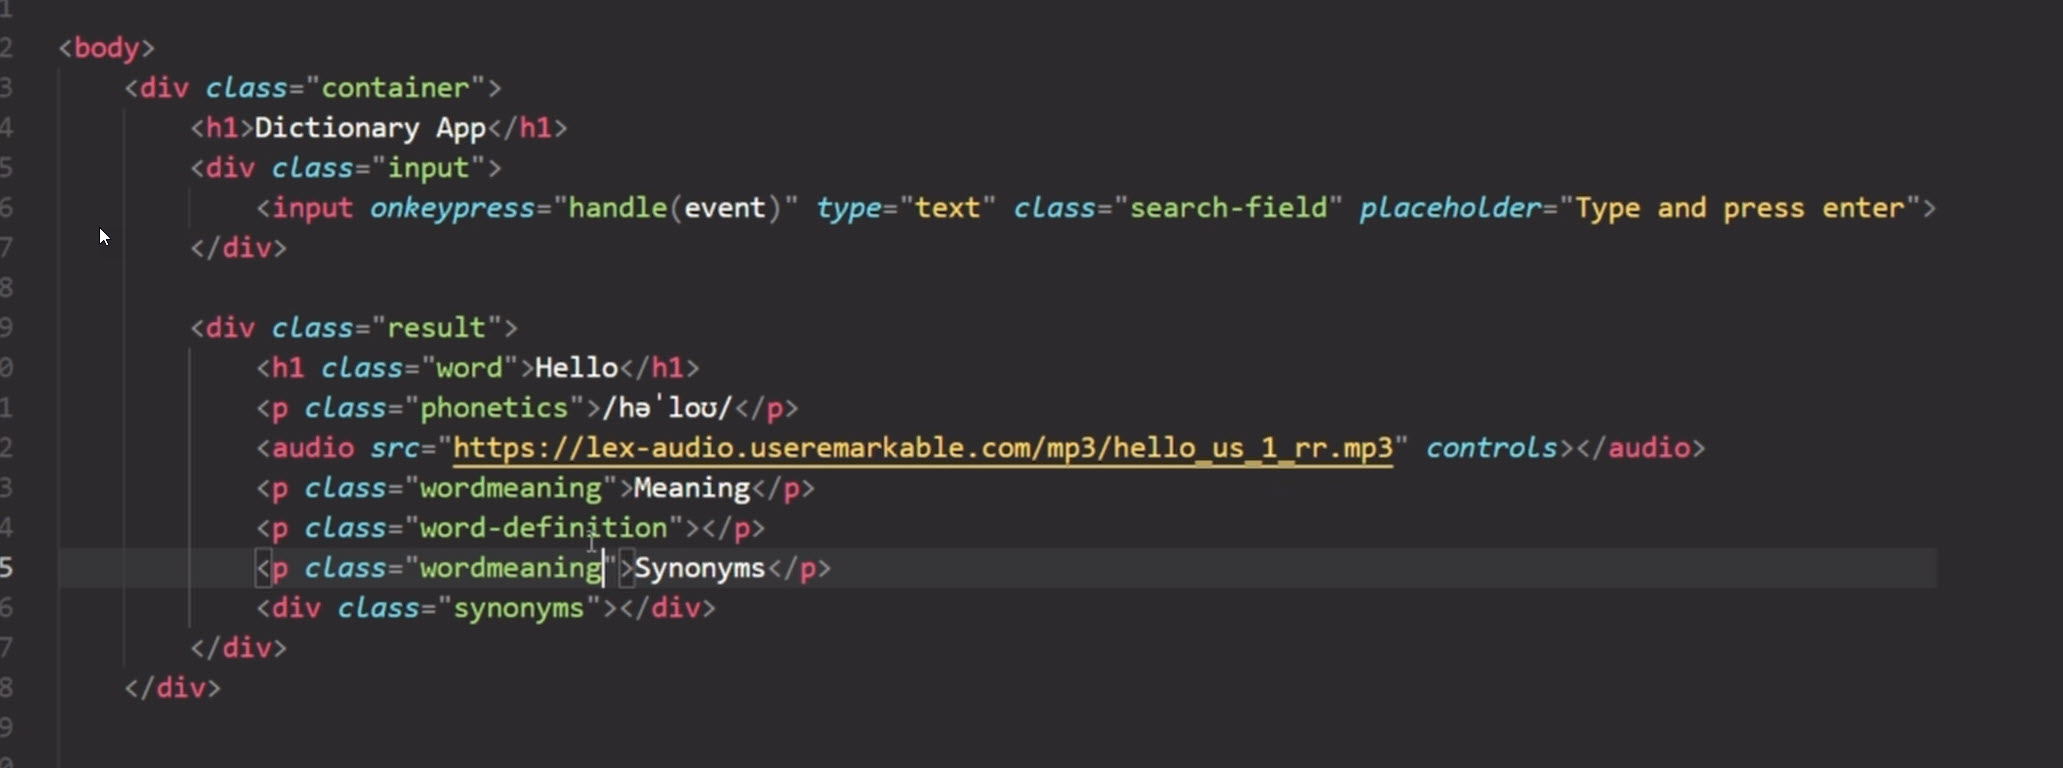 1
2 <body>
3 <div class="container">
4 <h1>Dictionary App</h1>
5 <div class="input">
6 <input onkeypress="handle(event)" type="text" class="search-field" placeholder="Type and press enter">
7 </div>
8
9 <div class="result">
0 <h1 class="word">Hello</h1>
1 <p class="phonetics">/həˈloʊ/</p>
2 <audio src="https://lex-audio.useremarkable.com/mp3/hello_us_1_rr.mp3" controls></audio>
3 <p class="wordmeaning">Meaning</p>
4 <p class="word-definition"></p>
5 <p class="wordmeaning">Synonyms</p>
6 <div class="synonyms"></div>
7 </div>
8 </div>
9
0